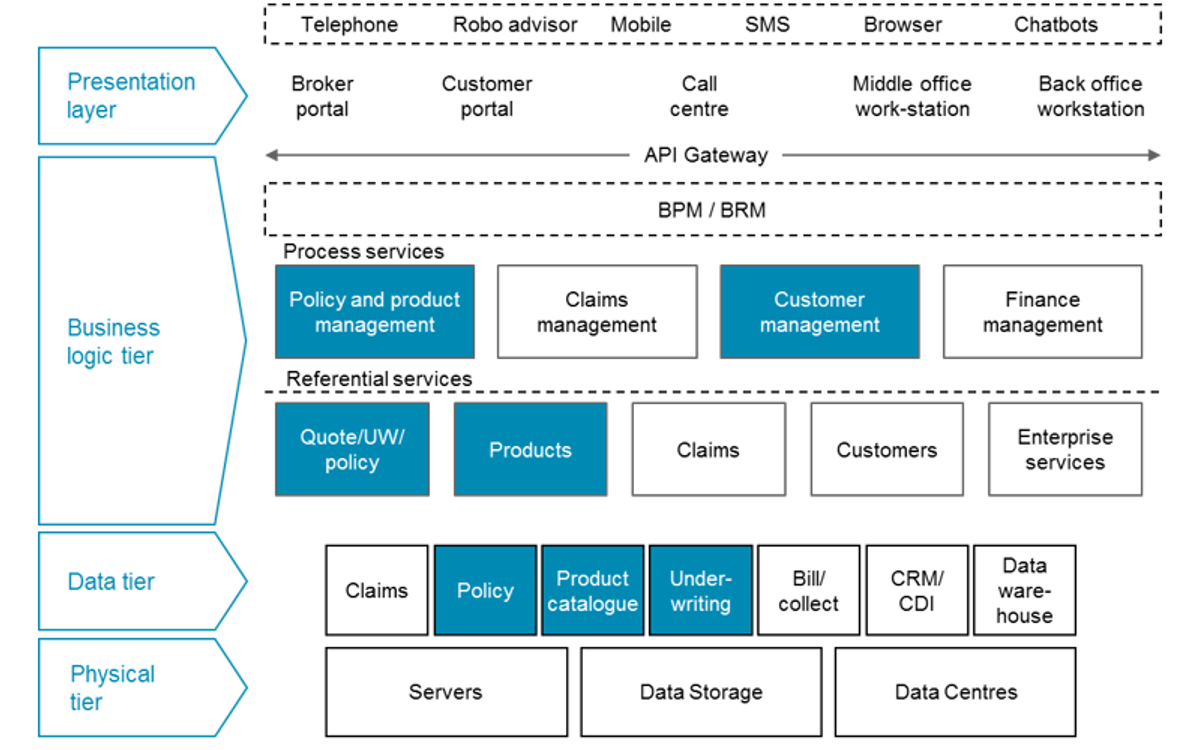 Telephone Robo advisor Mobile SMS Browser Chatbots
Presentation
layer
Broker
portal
Customer
portal
Call
centre
Middle office
work-station
Back office
workstation
API Gateway
Business
logic tier
BPM / BRM
Process services
Policy and product
management
Claims
management
Customer
management
Finance
management
Referential services
Quote/UW/
policy
Products
Claims
Customers
Enterprise
services
Data tier
Claims
Policy
Product
catalogue
Under-
writing
Bill/
collect
CRM/
CDI
Data
ware-
house
Physical
tier
Servers
Data Storage
Data Centres